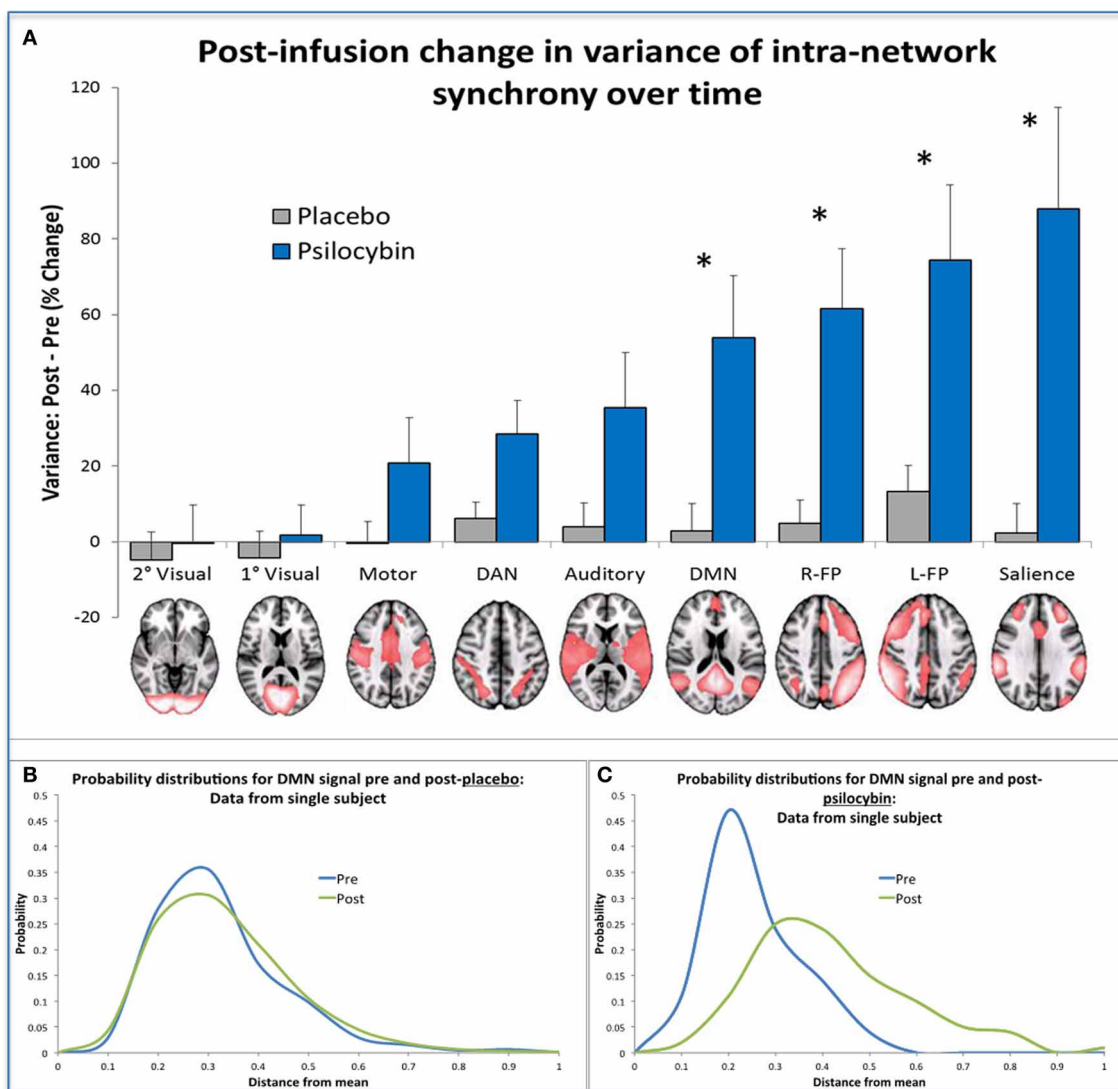 A
Post-infusion change in variance of intra-network
synchrony over time
Variance: Post - Pre (% Change)
120
100
80
60
40
20
0
-20
Placebo
Psilocybin
*
*
*
*
2° Visual 1° Visual Motor DAN Auditory DMN R-FP L-FP Salience
B
Probability distributions for DMN signal pre and post-placebo:
Data from single subject
Probability
0.5
0.45
0.4
0.35
0.3
0.25
0.2
0.15
0.1
0.05
0
Pre
Post
0 0.1 0.2 0.3 0.4 0.5 0.6 0.7 0.8 0.9 1
Distance from mean
C
Probability distributions for DMN signal pre and post-
psilocybin:
Data from single subject
Probability
0.5
0.45
0.4
0.35
0.3
0.25
0.2
0.15
0.1
0.05
0
Pre
Post
0 0.1 0.2 0.3 0.4 0.5 0.6 0.7 0.8 0.9 1
Distance from mean